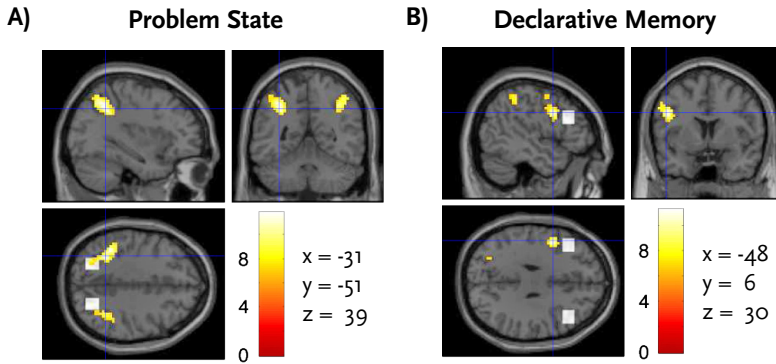 A) Problem State
8
4
0
x = -31
y = -51
z = 39
B) Declarative Memory
8
4
0
x = -48
y = 6
z = 30